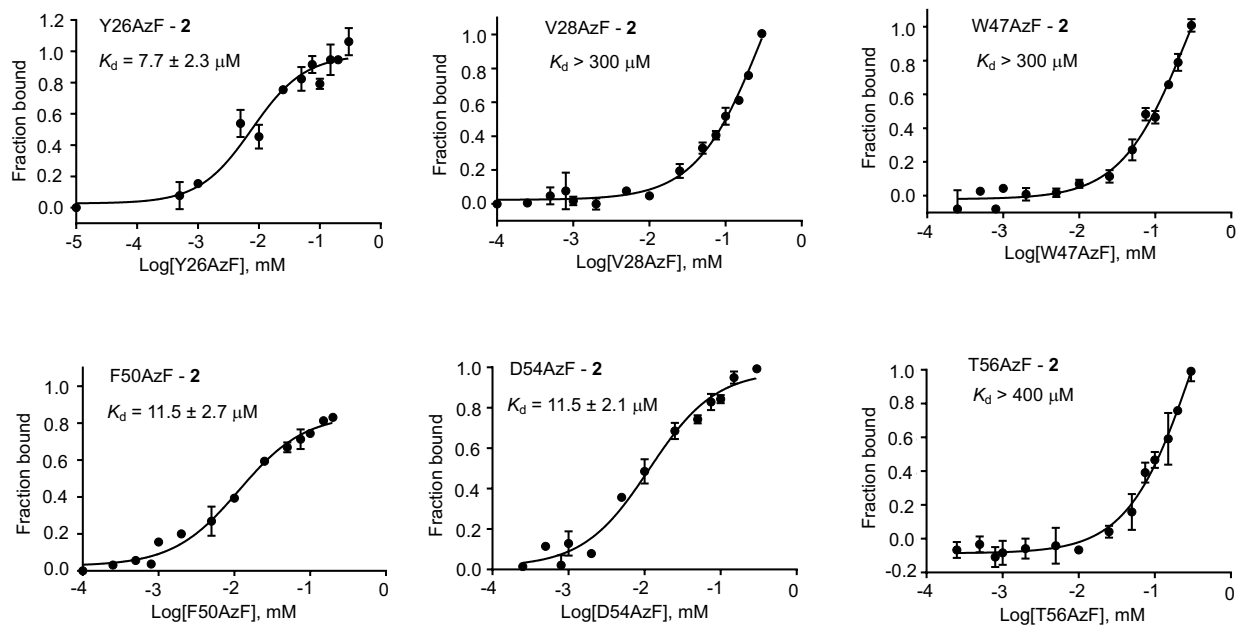 Y26AzF - 2
Kd = 7.7 ± 2.3 μM
Fraction bound
1.2
1.0
0.8
0.6
0.4
0.2
0.0
-5 -4 -3 -2 -1 0
Log[Y26AzF], mM
V28AzF - 2
Kd > 300 μM
Fraction bound
1.0
0.8
0.6
0.4
0.2
0.0
-4 -3 -2 -1 0
Log[V28AzF], mM
W47AzF - 2
Kd > 300 μM
Fraction bound
1.0
0.8
0.6
0.4
0.2
0.0
-4 -3 -2 -1 0
Log[W47AzF], mM
F50AzF - 2
Kd = 11.5 ± 2.7 μM
Fraction bound
1.0
0.8
0.6
0.4
0.2
0.0
-4 -3 -2 -1 0
Log[F50AzF], mM
D54AzF - 2
Kd = 11.5 ± 2.1 μM
Fraction bound
1.0
0.8
0.6
0.4
0.2
0.0
-4 -3 -2 -1 0
Log[D54AzF], mM
T56AzF - 2
Kd > 400 μM
Fraction bound
1.0
0.8
0.6
0.4
0.2
0.0
-0.2
-4 -3 -2 -1 0
Log[T56AzF], mM